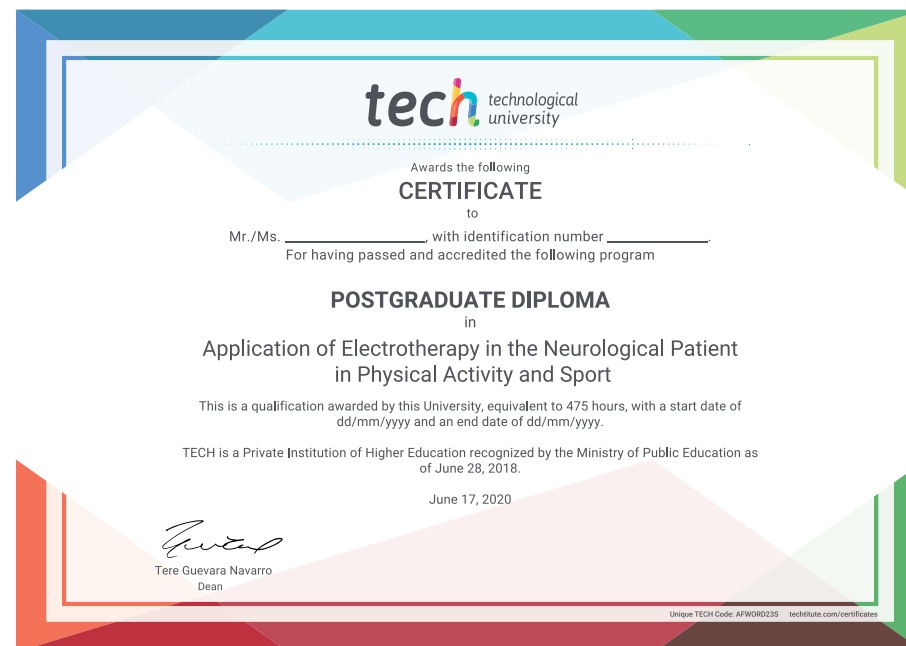 tech technological
university
Awards the following
CERTIFICATE
to
Mr./Ms. ____________________, with identification number ______________.
For having passed and accredited the following program
POSTGRADUATE DIPLOMA
in
Application of Electrotherapy in the Neurological Patient
in Physical Activity and Sport
This is a qualification awarded by this University, equivalent to 475 hours, with a start date of
dd/mm/yyyy and an end date of dd/mm/yyyy.
TECH is a Private Institution of Higher Education recognized by the Ministry of Public Education as
of June 28, 2018.
June 17, 2020
Tere Guevara Navarro
Dean
Unique TECH Code: AFWORD23S techtitute.com/certificates